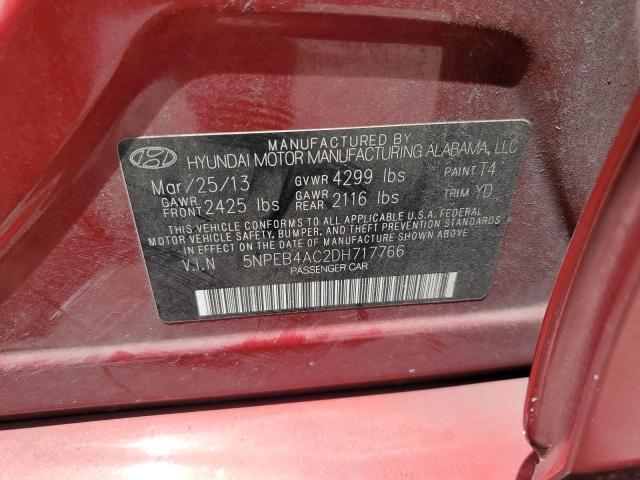 MANUFACTURED BY
HYUNDAI MOTOR MANUFACTURING ALABAMA, LLC
Mar/25/13 GVWR 4299 lbs PAINT T4
GAWR FRONT 2425 lbs GAWR REAR 2116 lbs TRIM YD
THIS VEHICLE CONFORMS TO ALL APPLICABLE U.S.A. FEDERAL
MOTOR VEHICLE SAFETY, BUMPER, AND THEFT PREVENTION STANDARDS
IN EFFECT ON THE DATE OF MANUFACTURE SHOWN ABOVE.
V.I.N 5NPEB4AC2DH717766
PASSENGER CAR